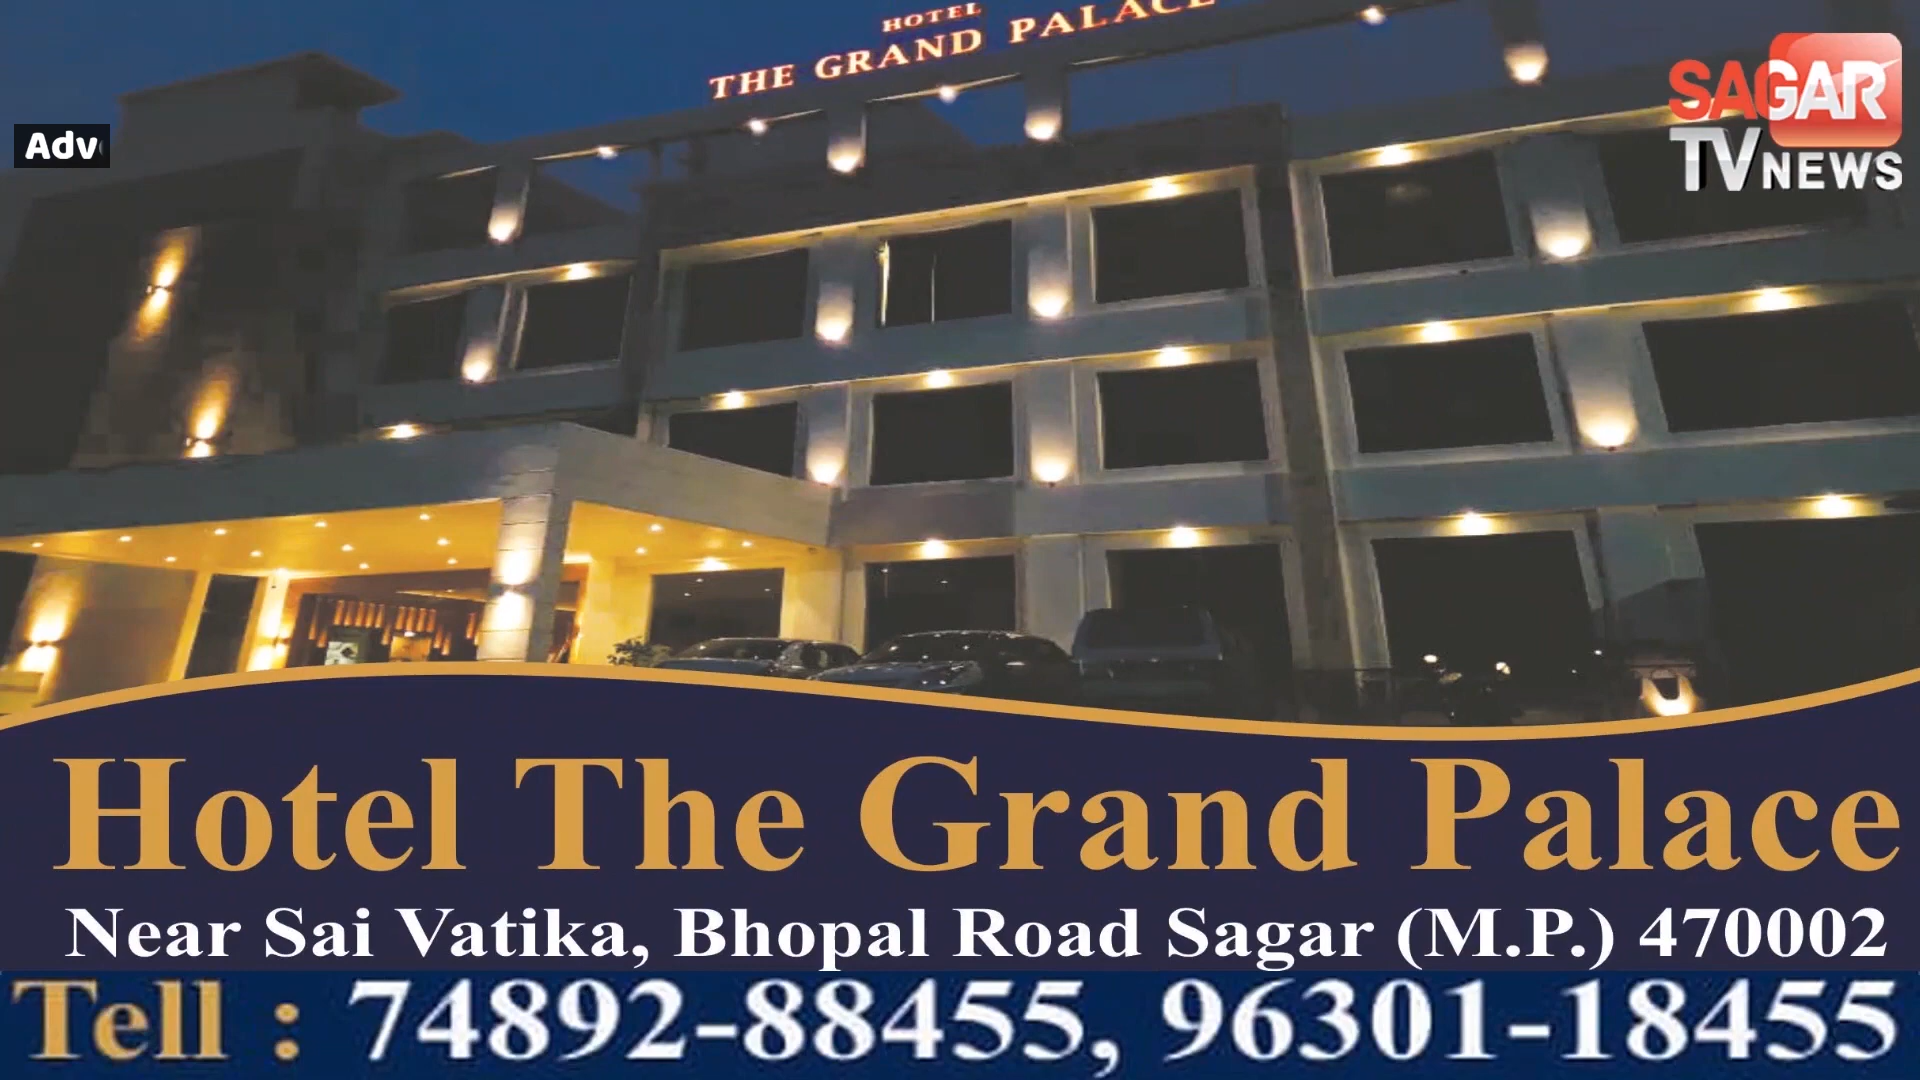 HOTEL
THE GRAND PALACE
SAGAR
TV NEWS
Adv
Hotel The Grand Palace
Near Sai Vatika, Bhopal Road Sagar (M.P.) 470002
Tell : 74892-88455, 96301-18455